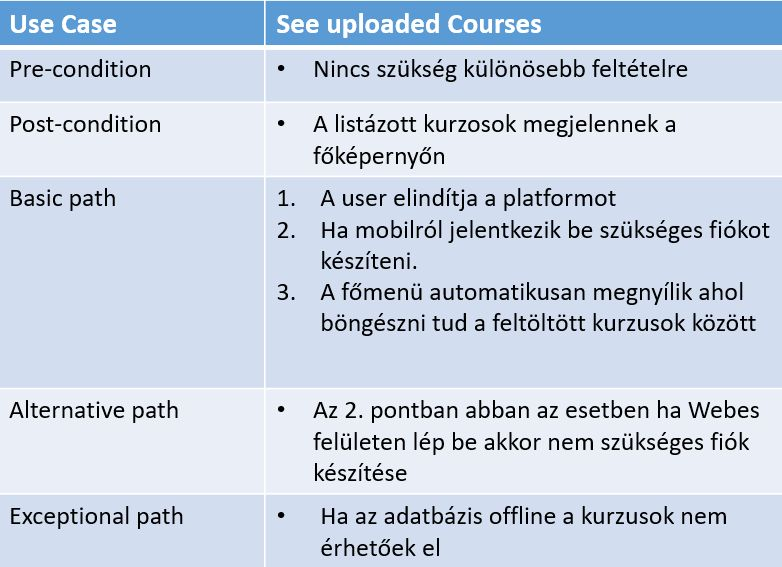 Use Case
See uploaded Courses
Pre-condition
• Nincs szükség különösebb feltételre
Post-condition
• A listázott kurzosok megjelennek a
főképernyőn
Basic path
1. A user elindítja a platformot
2. Ha mobilról jelentkezik be szükséges fiókot
készíteni.
3. A főmenü automatikusan megnyílik ahol
böngészni tud a feltöltött kurzusok között
Alternative path
• Az 2. pontban abban az esetben ha Webes
felületen lép be akkor nem szükséges fiók
készítése
Exceptional path
• Ha az adatbázis offline a kurzusok nem
érhetőek el